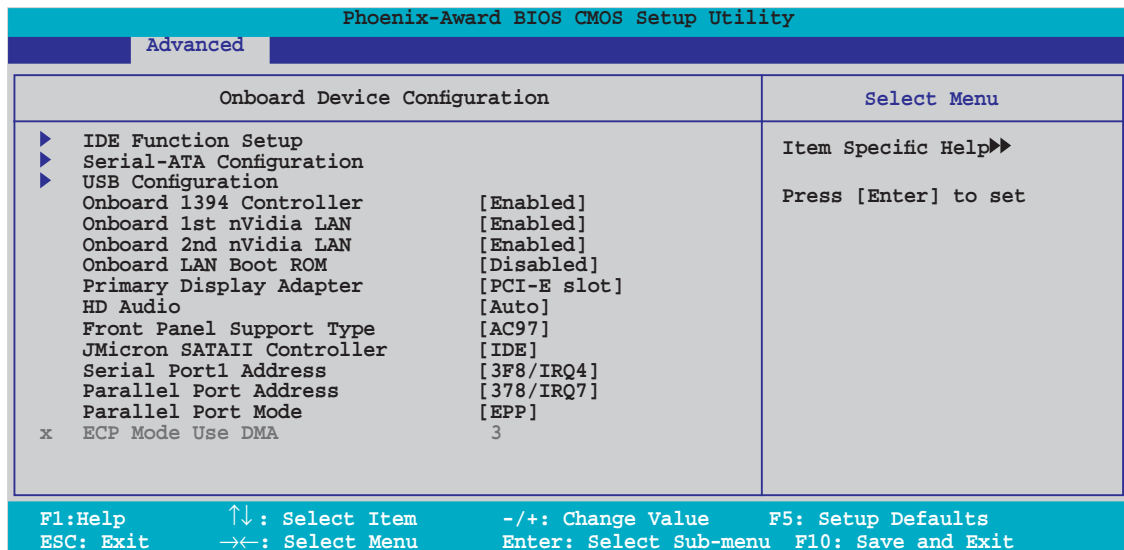 Phoenix-Award BIOS CMOS Setup Utility
Advanced
Onboard Device Configuration
Select Menu
IDE Function Setup
Serial-ATA Configuration
USB Configuration
Onboard 1394 Controller [Enabled]
Onboard 1st nVidia LAN [Enabled]
Onboard 2nd nVidia LAN [Enabled]
Onboard LAN Boot ROM [Disabled]
Primary Display Adapter [PCI-E slot]
HD Audio [Auto]
Front Panel Support Type [AC97]
JMicron SATAII Controller [IDE]
Serial Port1 Address [3F8/IRQ4]
Parallel Port Address [378/IRQ7]
Parallel Port Mode [EPP]
x ECP Mode Use DMA 3
Item Specific Help▶▶
Press [Enter] to set
F1:Help ↑↓: Select Item -/+: Change Value F5: Setup Defaults
ESC: Exit →←: Select Menu Enter: Select Sub-menu F10: Save and Exit